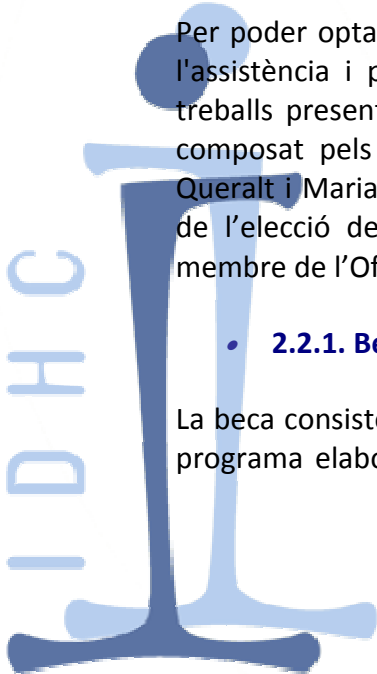 Per poder opta
l'assistència i p
treballs present
composat pels
Queralt i Maria
de l’elecció de
membre de l’Of
• 2.2.1. Be
La beca consiste
programa elabo
IDHC